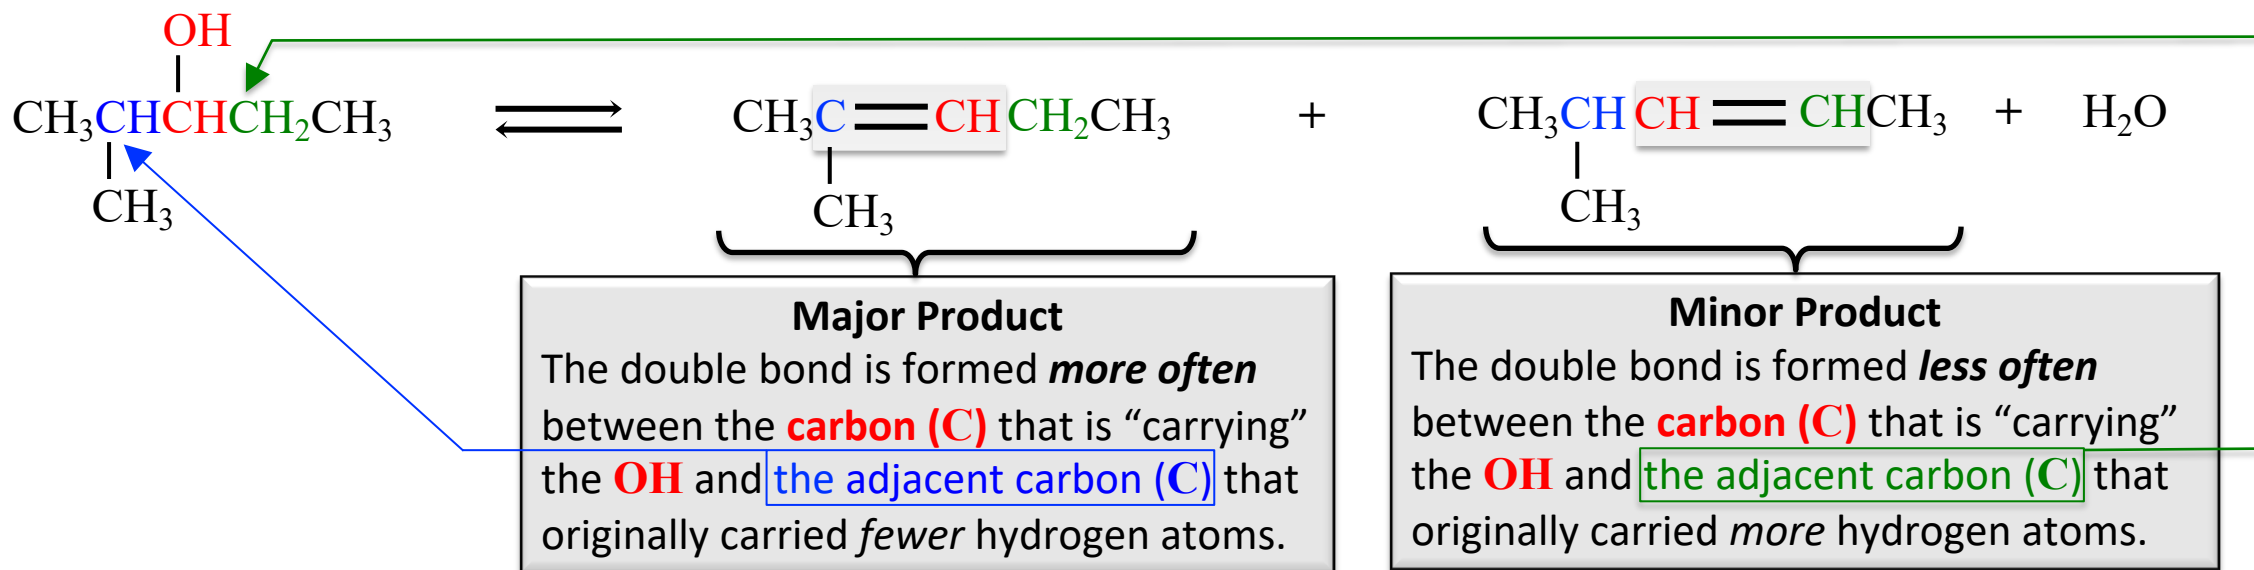 OH
CH₃CHCHCH₂CH₃ ⇌ CH₃C=CHCH₂CH₃ + CH₃CHCH=CHCH₃ + H₂O
CH₃ CH₃ CH₃
Major Product
The double bond is formed more often
between the carbon (C) that is “carrying”
the OH and the adjacent carbon (C) that
originally carried fewer hydrogen atoms.
Minor Product
The double bond is formed less often
between the carbon (C) that is “carrying”
the OH and the adjacent carbon (C) that
originally carried more hydrogen atoms.